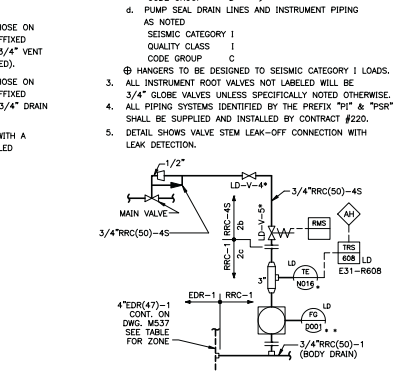 d. PUMP SEAL DRAIN LINES AND INSTRUMENT PIPING
AS NOTED
SEISMIC CATEGORY I
QUALITY CLASS I
CODE GROUP C
⊕ HANGERS TO BE DESIGNED TO SEISMIC CATEGORY I LOADS.
3. ALL INSTRUMENT ROOT VALVES NOT LABELED WILL BE
3/4" GLOBE VALVES UNLESS SPECIFICALLY NOTED OTHERWISE.
4. ALL PIPING SYSTEMS IDENTIFIED BY THE PREFIX "PI" & "PSR"
SHALL BE SUPPLIED AND INSTALLED BY CONTRACT #220.
5. DETAIL SHOWS VALVE STEM LEAK-OFF CONNECTION WITH
LEAK DETECTION.
HOSE ON
FFIXED
3/4" VENT
ED).
HOSE ON
FFIXED
3/4" DRAIN
WITH A
LED
1/2"
LD-V-4*
3/4"RRC(50)-4S
MAIN VALVE
3/4"RRC(50)-4S
RRC-4S
2b
LD-V-5*
RMS
AH
RRC-1
2c
TRS
608
LD
E31-R608
3"
LD
TE
N016
*
EDR-1
RRC-1
LD
FG
D001
* *
4"EDR(47)-1
CONT. ON
DWG. M537
SEE TABLE
FOR ZONE
3/4"RRC(50)-1
(BODY DRAIN)